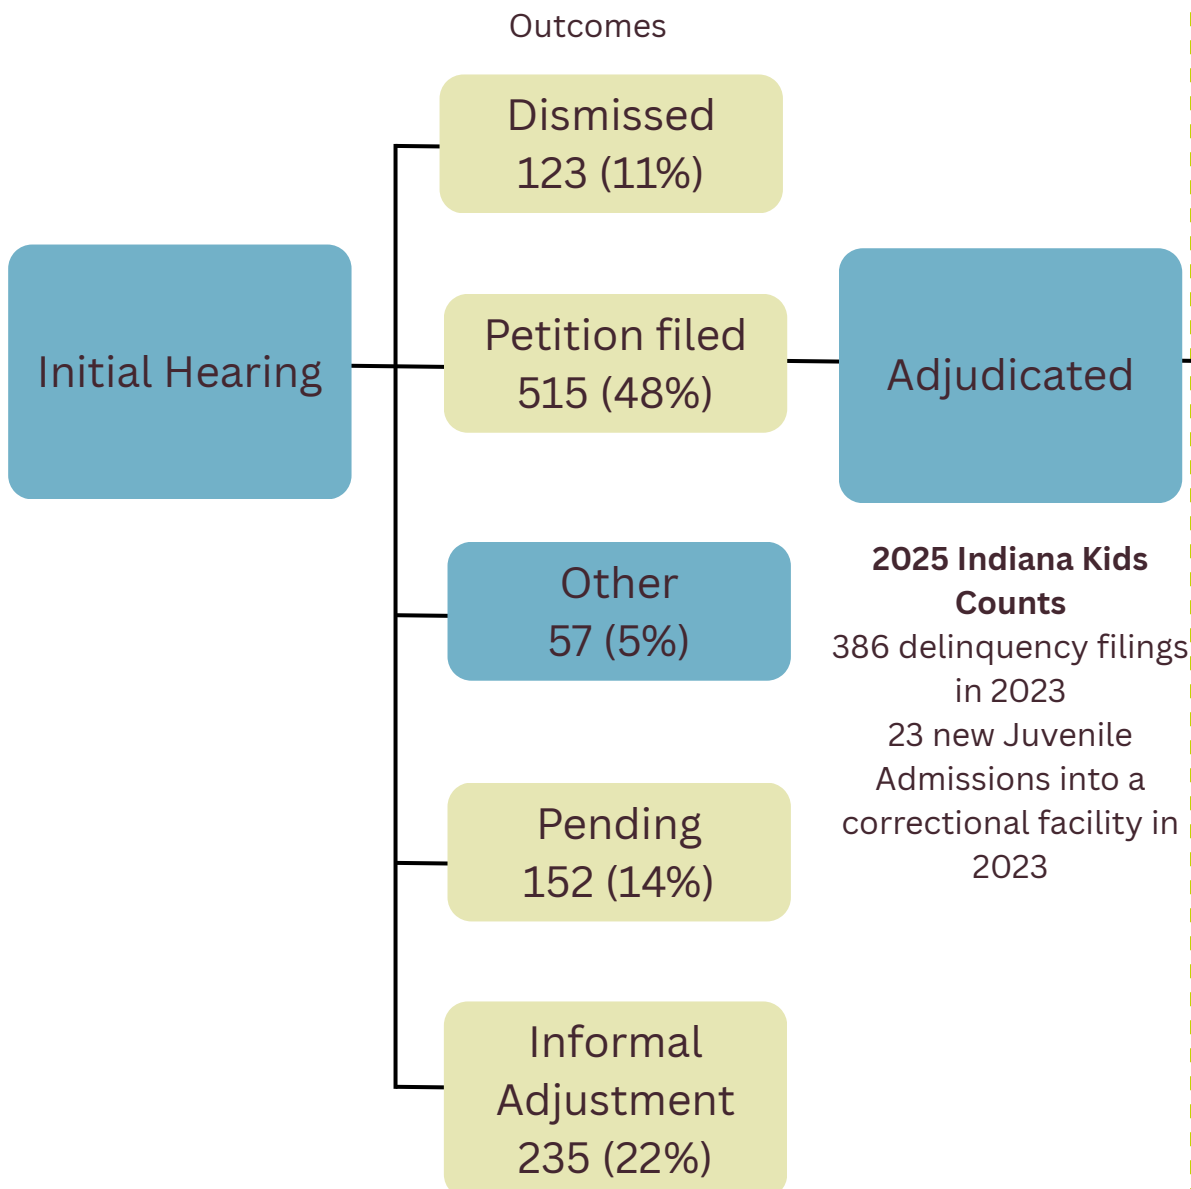 Outcomes
Dismissed
123 (11%)
Initial Hearing
Petition filed
515 (48%)
Adjudicated
Other
57 (5%)
2025 Indiana Kids
Counts
386 delinquency filings
in 2023
23 new Juvenile
Admissions into a
correctional facility in
2023
Pending
152 (14%)
Informal
Adjustment
235 (22%)